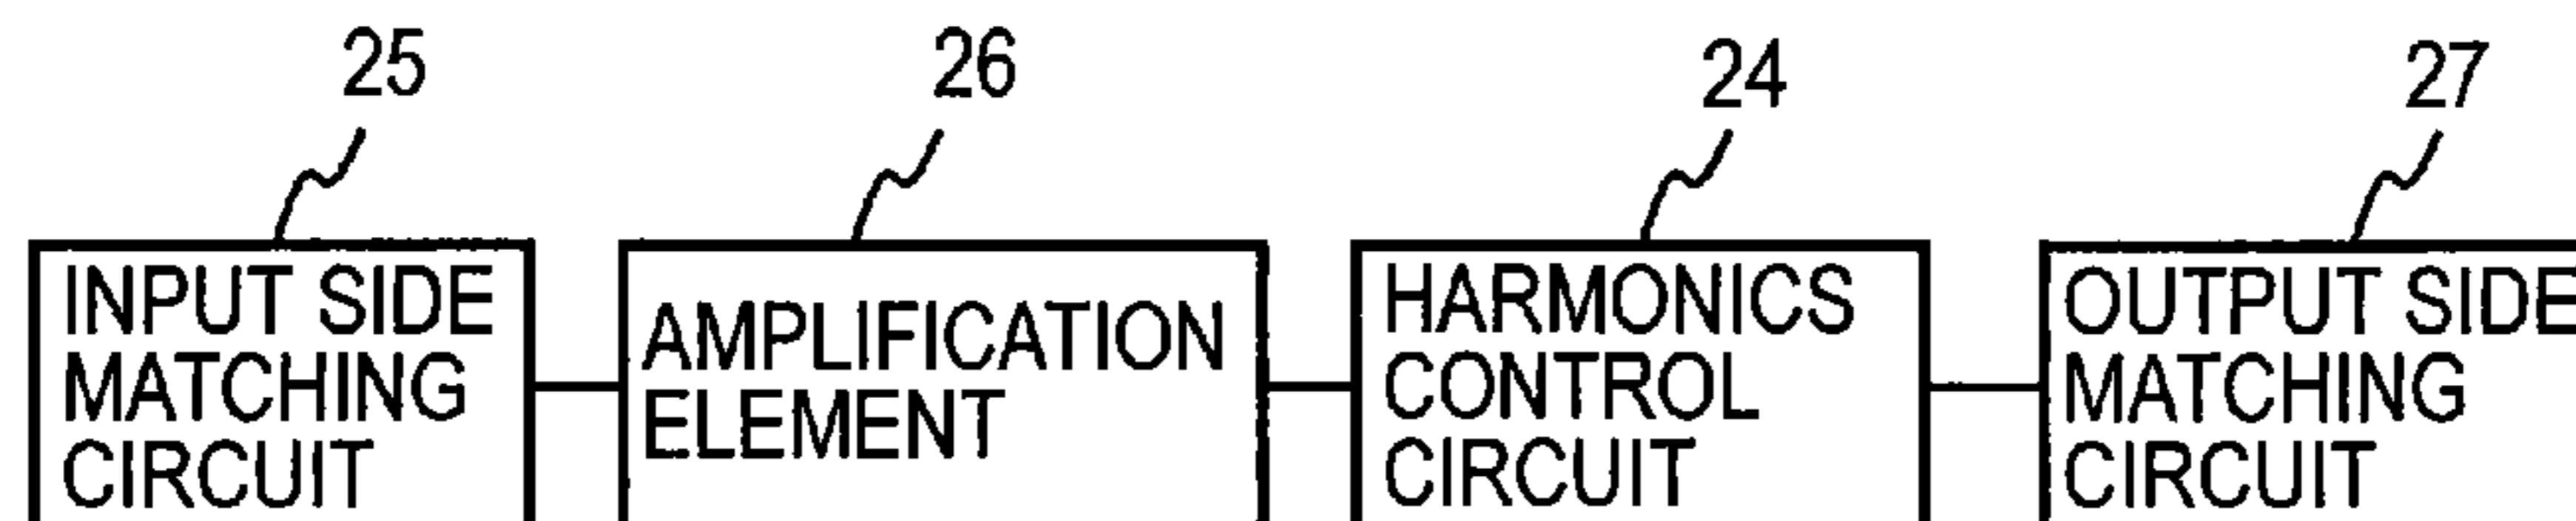 25
26
24
27
INPUT SIDE
MATCHING
CIRCUIT
AMPLIFICATION
ELEMENT
HARMONICS
CONTROL
CIRCUIT
OUTPUT SIDE
MATCHING
CIRCUIT